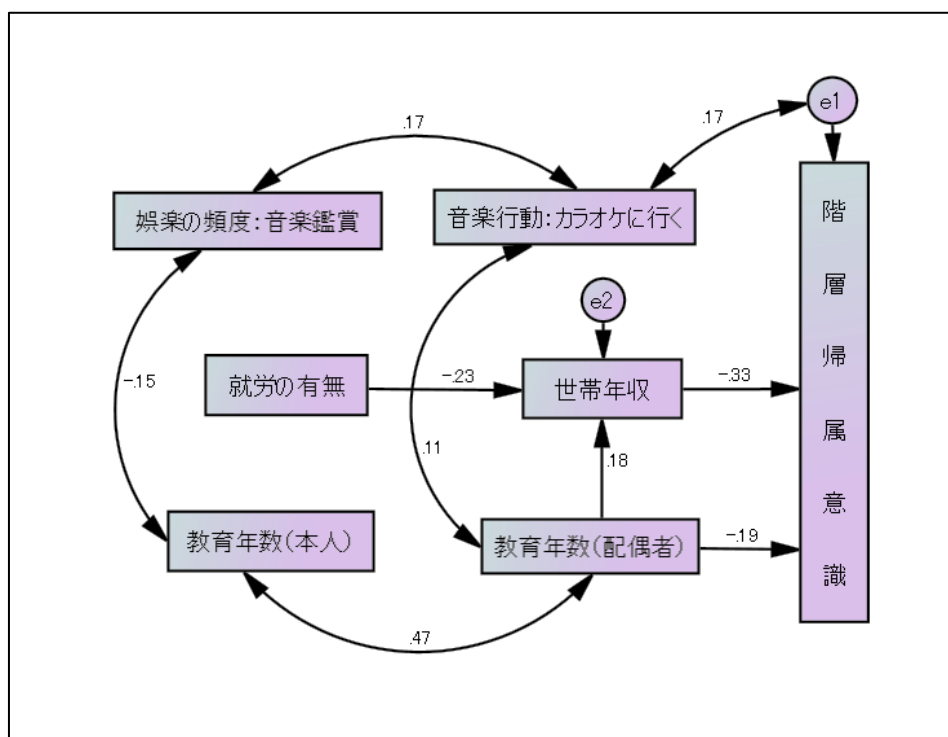 e1
.17
.17
娯楽の頻度:音楽鑑賞
音楽行動:カラオケに行く
階層帰属意識
e2
-.15
就労の有無
-.23
世帯年収
-.33
.11
.18
教育年数(本人)
教育年数(配偶者)
-.19
.47